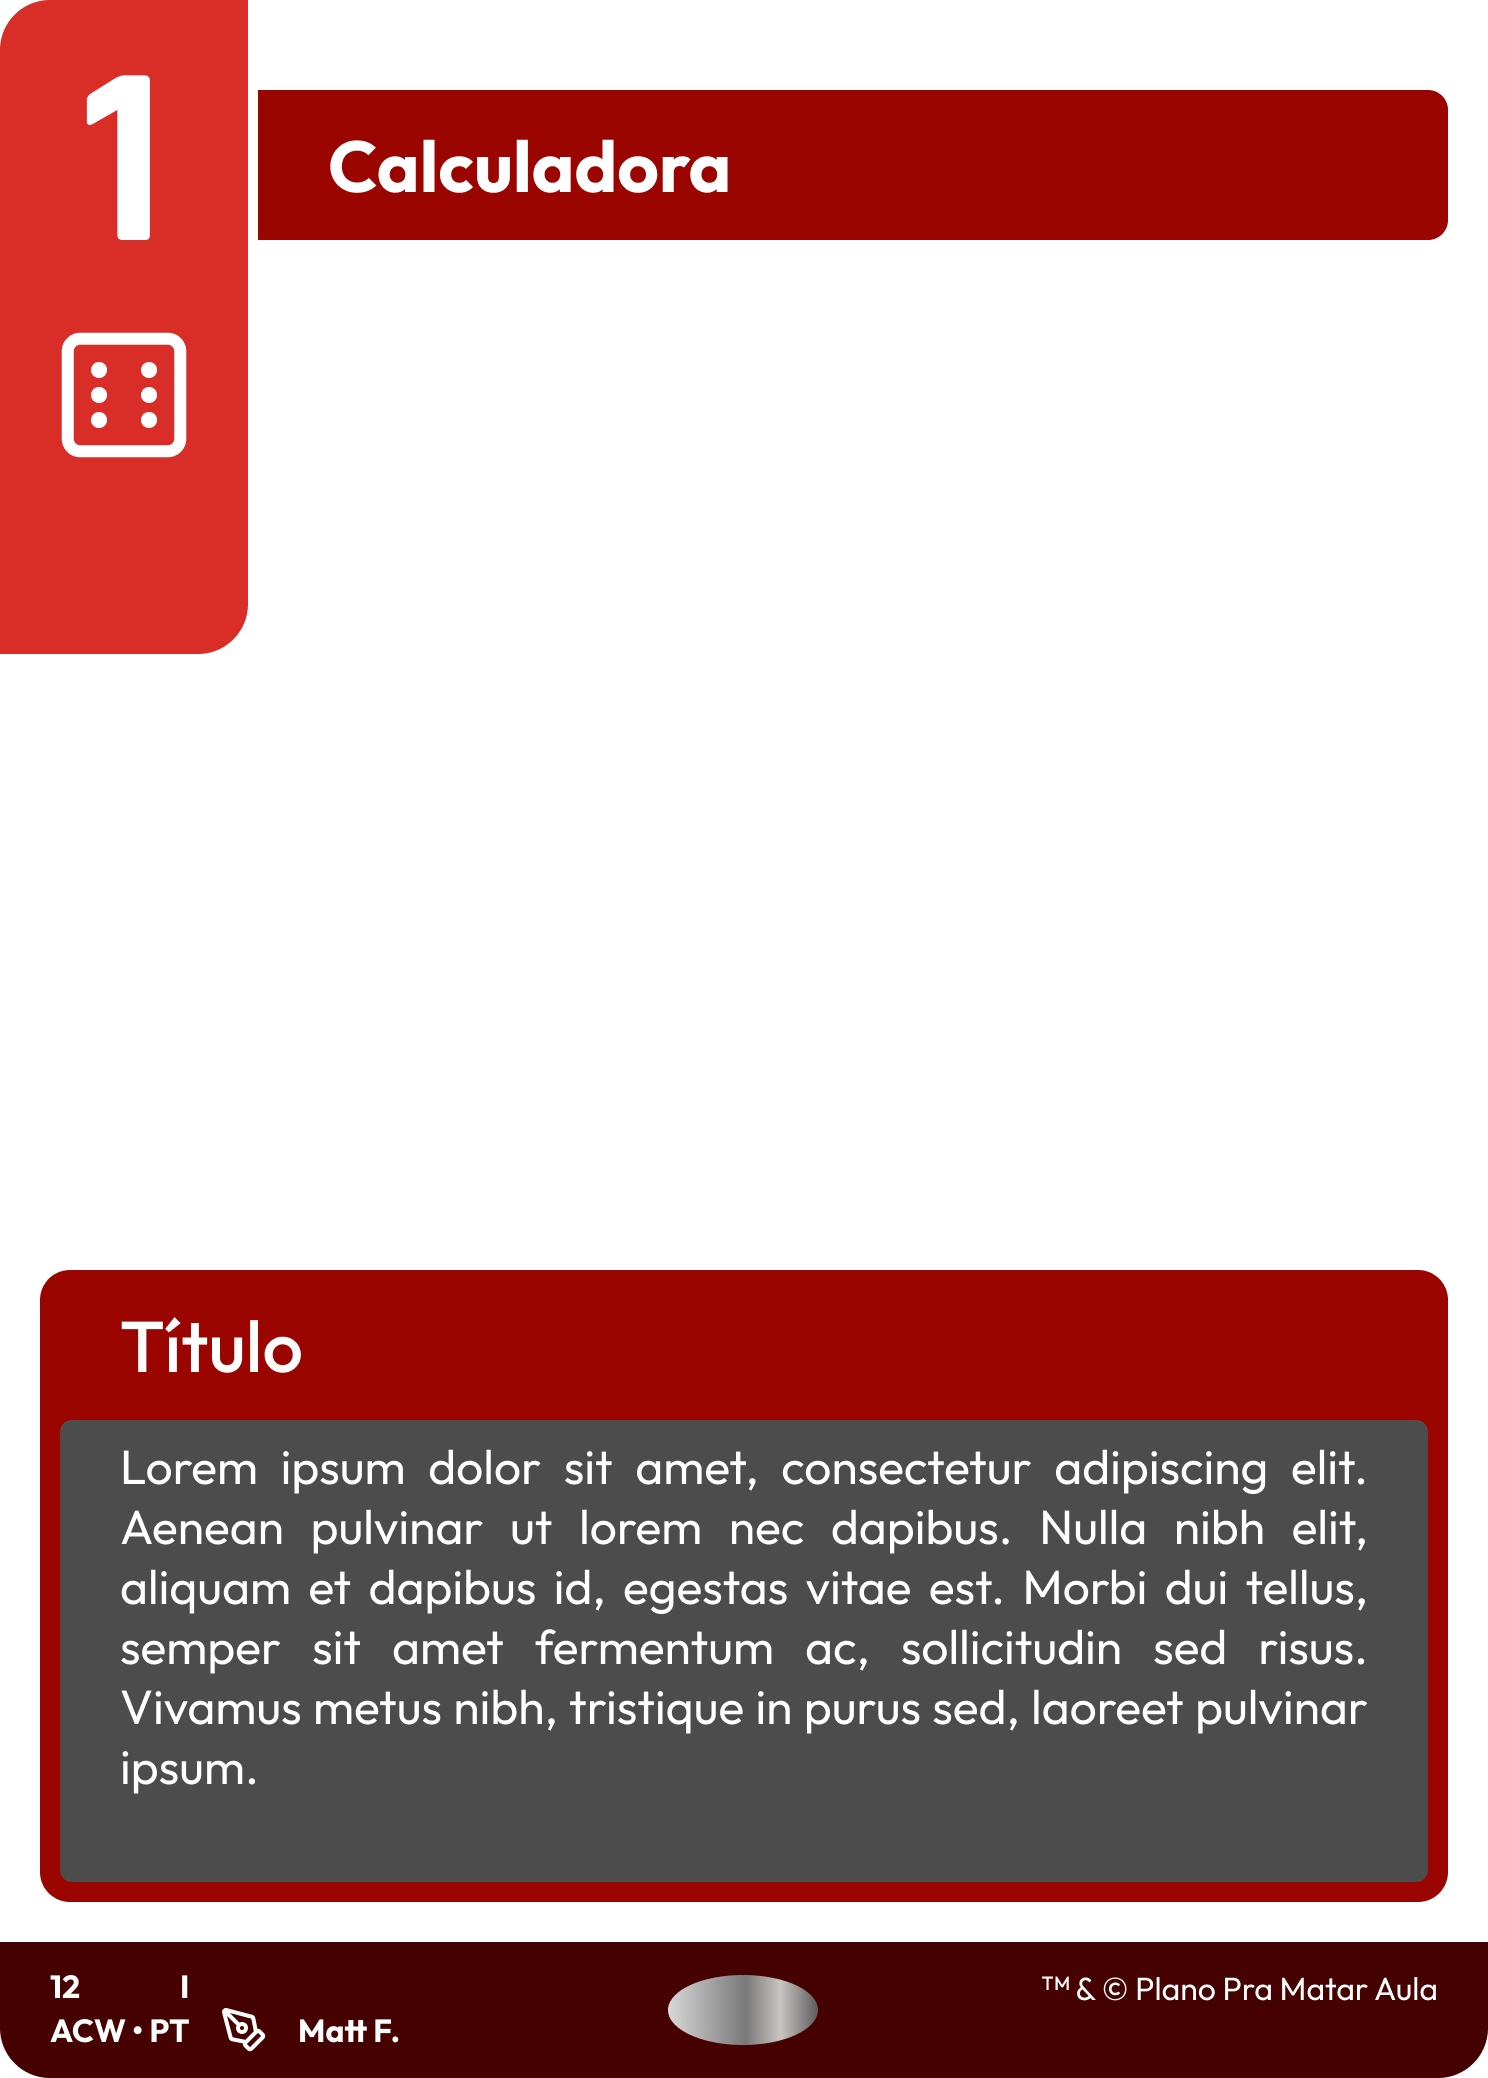 1
Calculadora
Título
Lorem ipsum dolor sit amet, consectetur adipiscing elit.
Aenean pulvinar ut lorem nec dapibus. Nulla nibh elit,
aliquam et dapibus id, egestas vitae est. Morbi dui tellus,
semper sit amet fermentum ac, sollicitudin sed risus.
Vivamus metus nibh, tristique in purus sed, laoreet pulvinar
ipsum.
12 I
ACW • PT Matt F.
™ & © Plano Pra Matar Aula